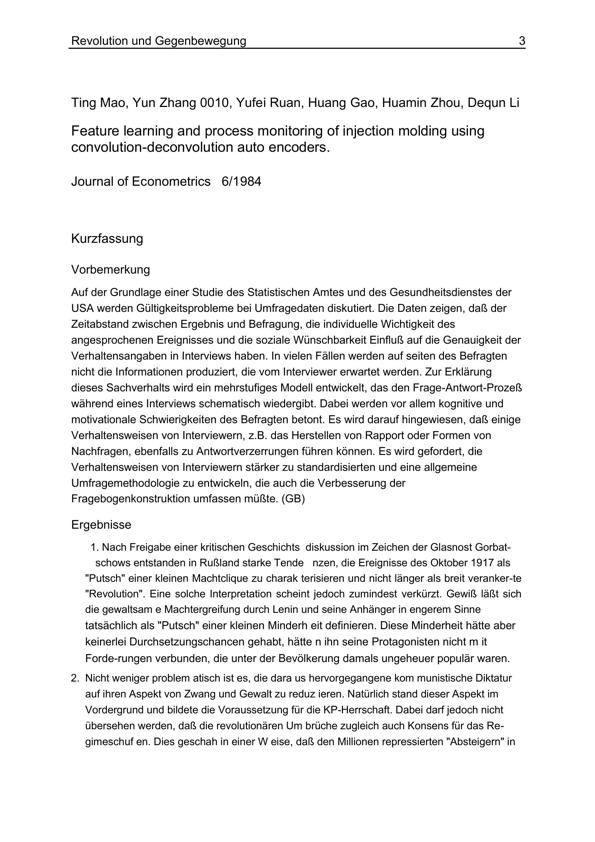 Revolution und Gegenbewegung 3
Ting Mao, Yun Zhang 0010, Yufei Ruan, Huang Gao, Huamin Zhou, Dequn Li
Feature learning and process monitoring of injection molding using
convolution-deconvolution auto encoders.
Journal of Econometrics 6/1984
Kurzfassung
Vorbemerkung
Auf der Grundlage einer Studie des Statistischen Amtes und des Gesundheitsdienstes der
USA werden Gültigkeitsprobleme bei Umfragedaten diskutiert. Die Daten zeigen, daß der
Zeitabstand zwischen Ergebnis und Befragung, die individuelle Wichtigkeit des
angesprochenen Ereignisses und die soziale Wünschbarkeit Einfluß auf die Genauigkeit der
Verhaltensangaben in Interviews haben. In vielen Fällen werden auf seiten des Befragten
nicht die Informationen produziert, die vom Interviewer erwartet werden. Zur Erklärung
dieses Sachverhalts wird ein mehrstufiges Modell entwickelt, das den Frage-Antwort-Prozeß
während eines Interviews schematisch wiedergibt. Dabei werden vor allem kognitive und
motivationale Schwierigkeiten des Befragten betont. Es wird darauf hingewiesen, daß einige
Verhaltensweisen von Interviewern, z.B. das Herstellen von Rapport oder Formen von
Nachfragen, ebenfalls zu Antwortverzerrungen führen können. Es wird gefordert, die
Verhaltensweisen von Interviewern stärker zu standardisierten und eine allgemeine
Umfragemethodologie zu entwickeln, die auch die Verbesserung der
Fragebogenkonstruktion umfassen müßte. (GB)
Ergebnisse
1. Nach Freigabe einer kritischen Geschichts diskussion im Zeichen der Glasnost Gorbat-
schows entstanden in Rußland starke Tende nzen, die Ereignisse des Oktober 1917 als
"Putsch" einer kleinen Machtclique zu charak terisieren und nicht länger als breit veranker-te
"Revolution". Eine solche Interpretation scheint jedoch zumindest verkürzt. Gewiß läßt sich
die gewaltsam e Machtergreifung durch Lenin und seine Anhänger in engerem Sinne
tatsächlich als "Putsch" einer kleinen Minderh eit definieren. Diese Minderheit hätte aber
keinerlei Durchsetzungschancen gehabt, hätte n ihn seine Protagonisten nicht m it
Forde-rungen verbunden, die unter der Bevölkerung damals ungeheuer populär waren.
2. Nicht weniger problem atisch ist es, die dara us hervorgegangene kom munistische Diktatur
auf ihren Aspekt von Zwang und Gewalt zu reduz ieren. Natürlich stand dieser Aspekt im
Vordergrund und bildete die Voraussetzung für die KP-Herrschaft. Dabei darf jedoch nicht
übersehen werden, daß die revolutionären Um brüche zugleich auch Konsens für das Re-
gimeschuf en. Dies geschah in einer W eise, daß den Millionen repressierten "Absteigern" in